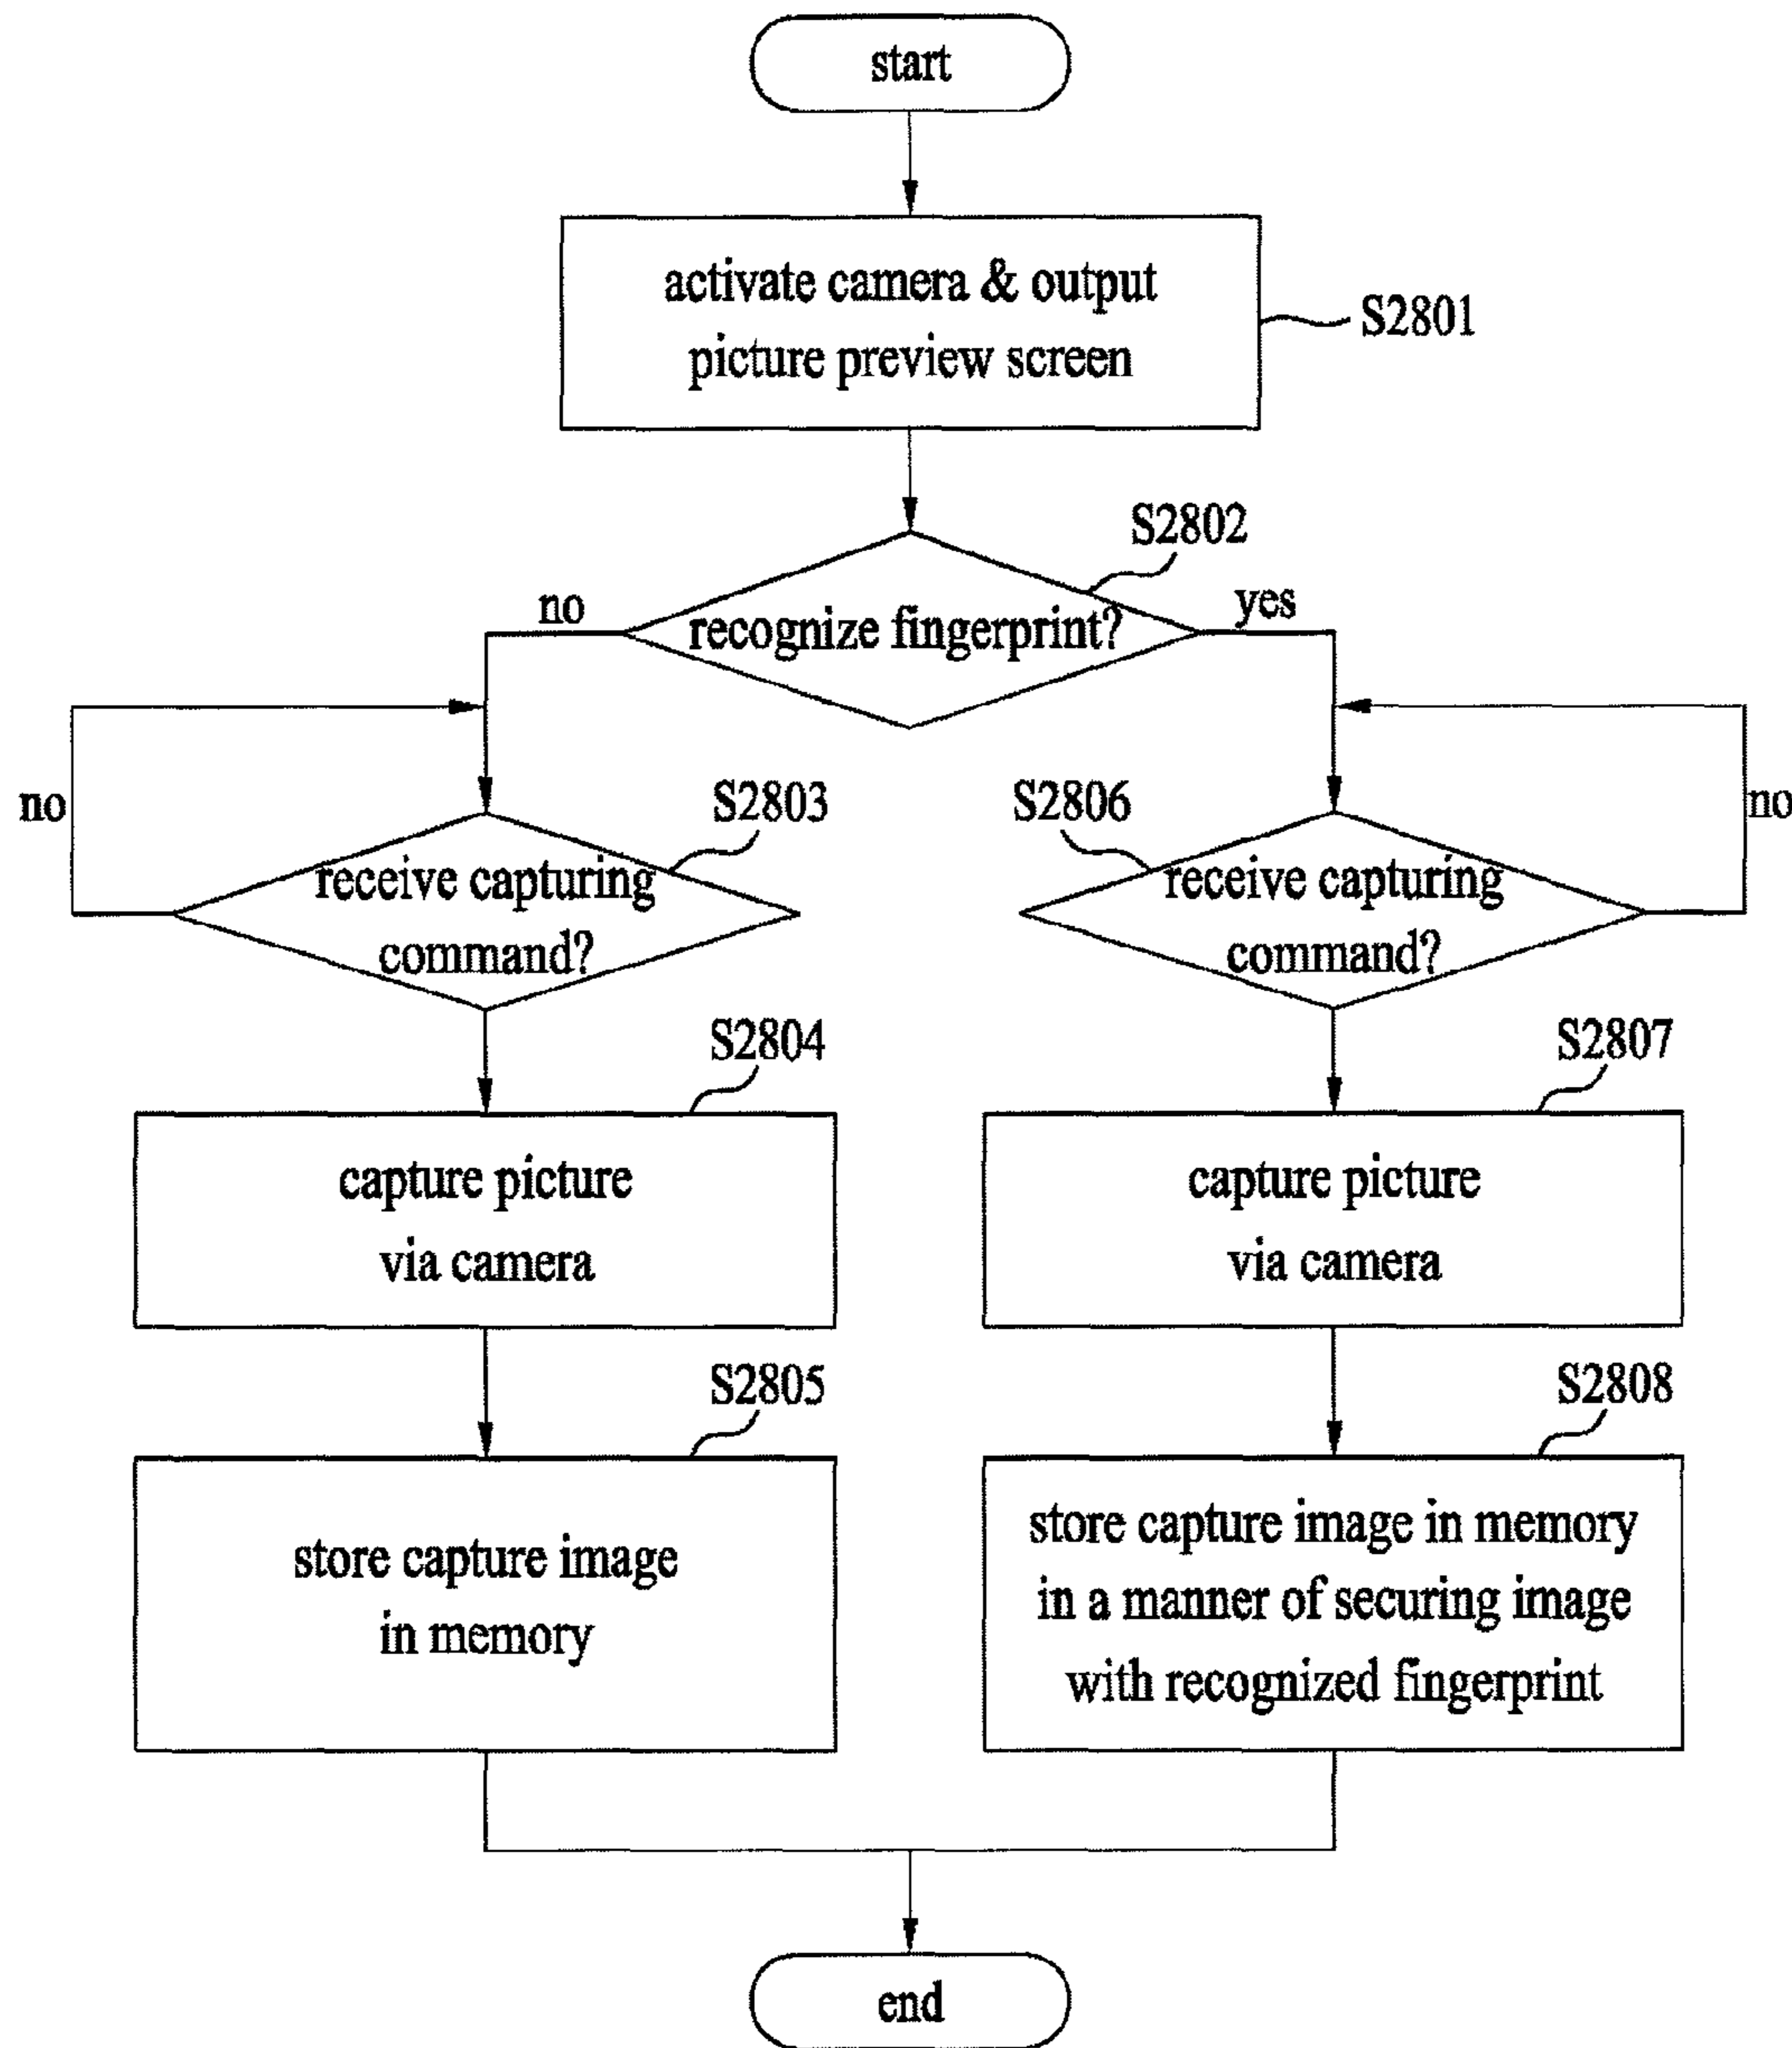 start
activate camera & output
picture preview screen
S2801
S2802
no
recognize fingerprint?
yes
no
S2803
receive capturing
command?
S2806
receive capturing
command?
no
S2804
capture picture
via camera
S2807
capture picture
via camera
S2805
store capture image
in memory
S2808
store capture image in memory
in a manner of securing image
with recognized fingerprint
end